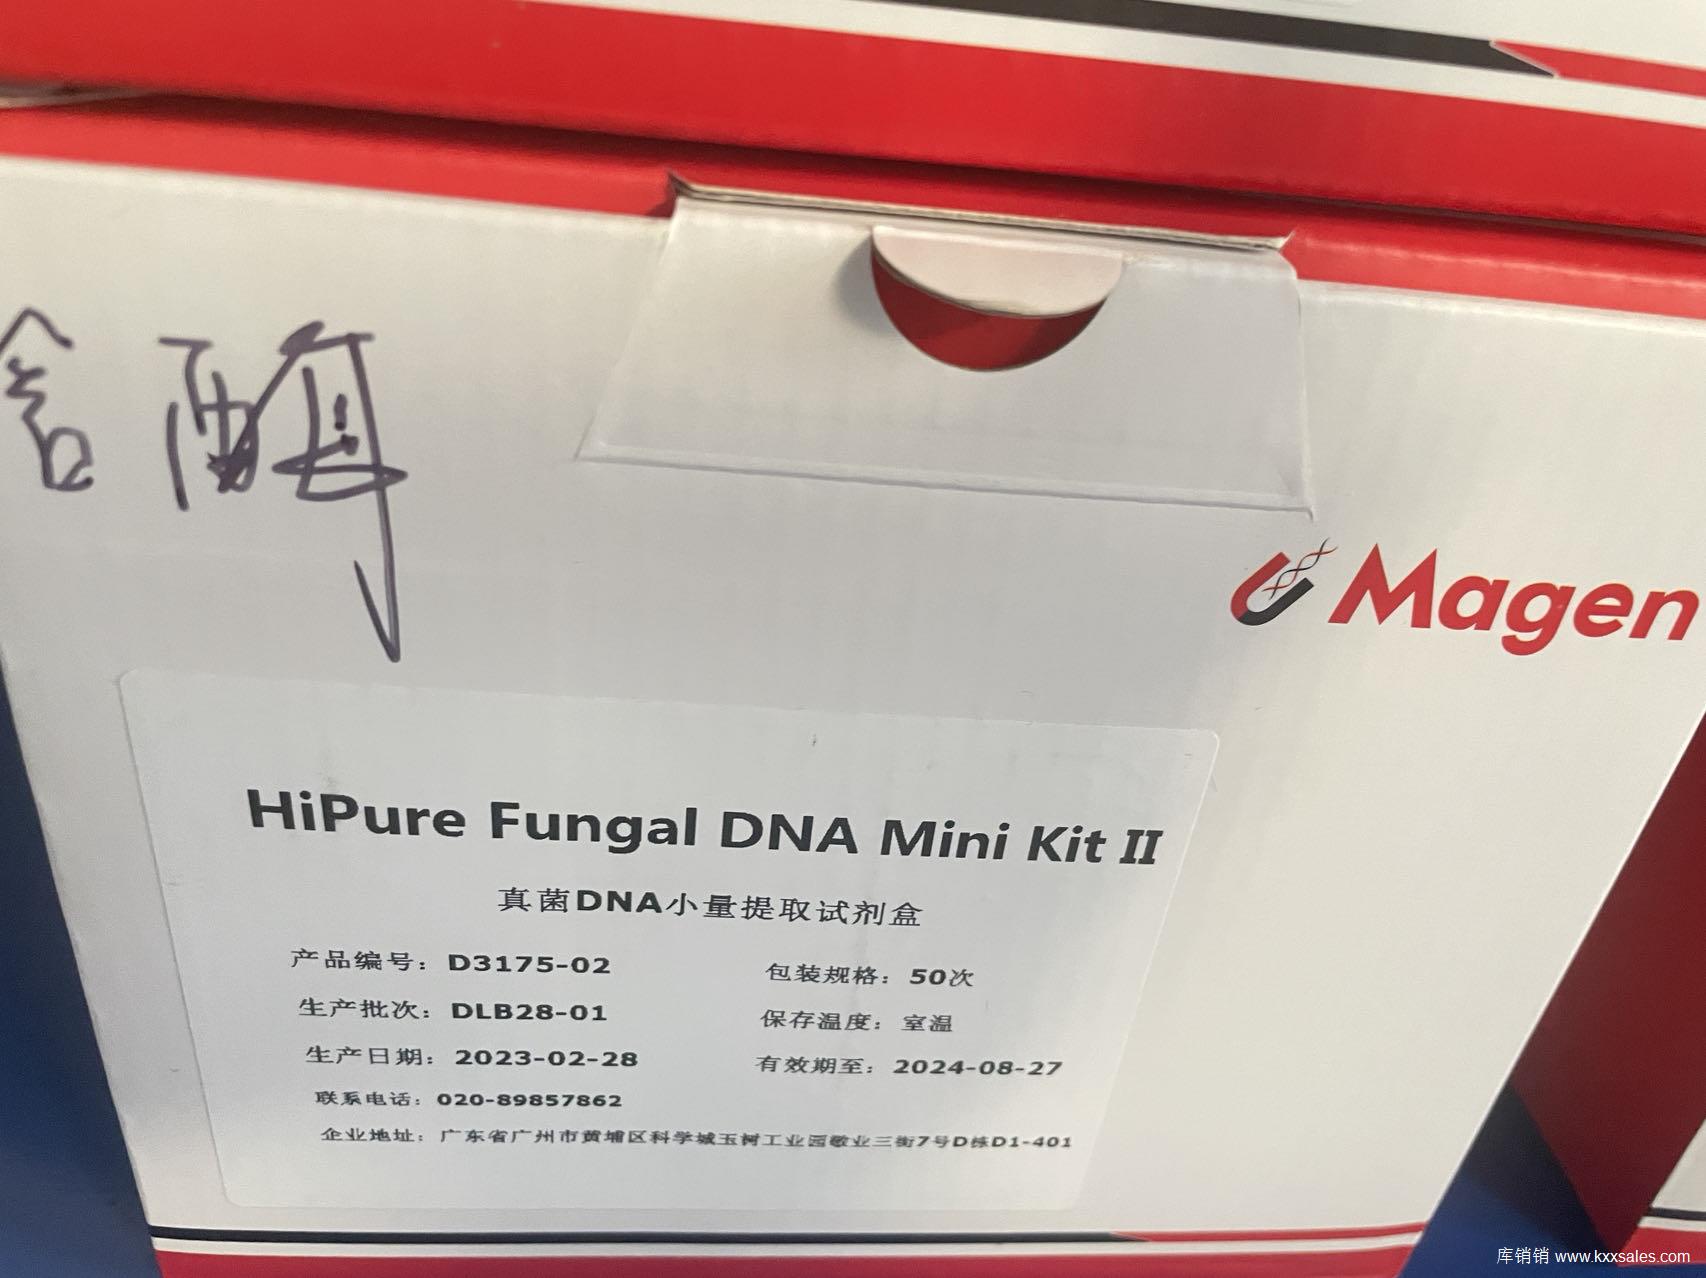 含酶
Magen
HiPure Fungal DNA Mini Kit II
真菌DNA小量提取试剂盒
产品编号：D3175-02
包装规格：50次
生产批次：DLB28-01
保存温度：室温
生产日期：2023-02-28
有效期至：2024-08-27
联系电话：020-89857862
企业地址：广东省广州市黄埔区科学城玉树工业园敬业三街7号D栋D1-401
库销销 www.kxxsales.com